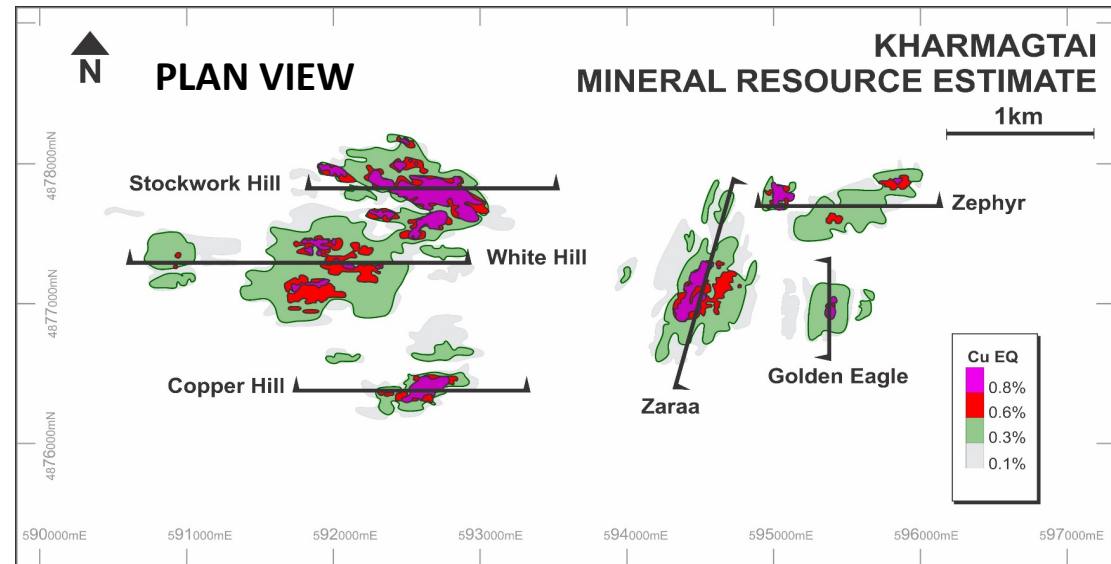 KHARMAGTAI
MINERAL RESOURCE ESTIMATE
PLAN VIEW
N
1km
4878000mN
4877000mN
4876000mN
Stockwork Hill
White Hill
Copper Hill
Zephyr
Golden Eagle
Zaraa
Cu EQ
0.8%
0.6%
0.3%
0.1%
590000mE
591000mE
592000mE
593000mE
594000mE
595000mE
596000mE
597000mE